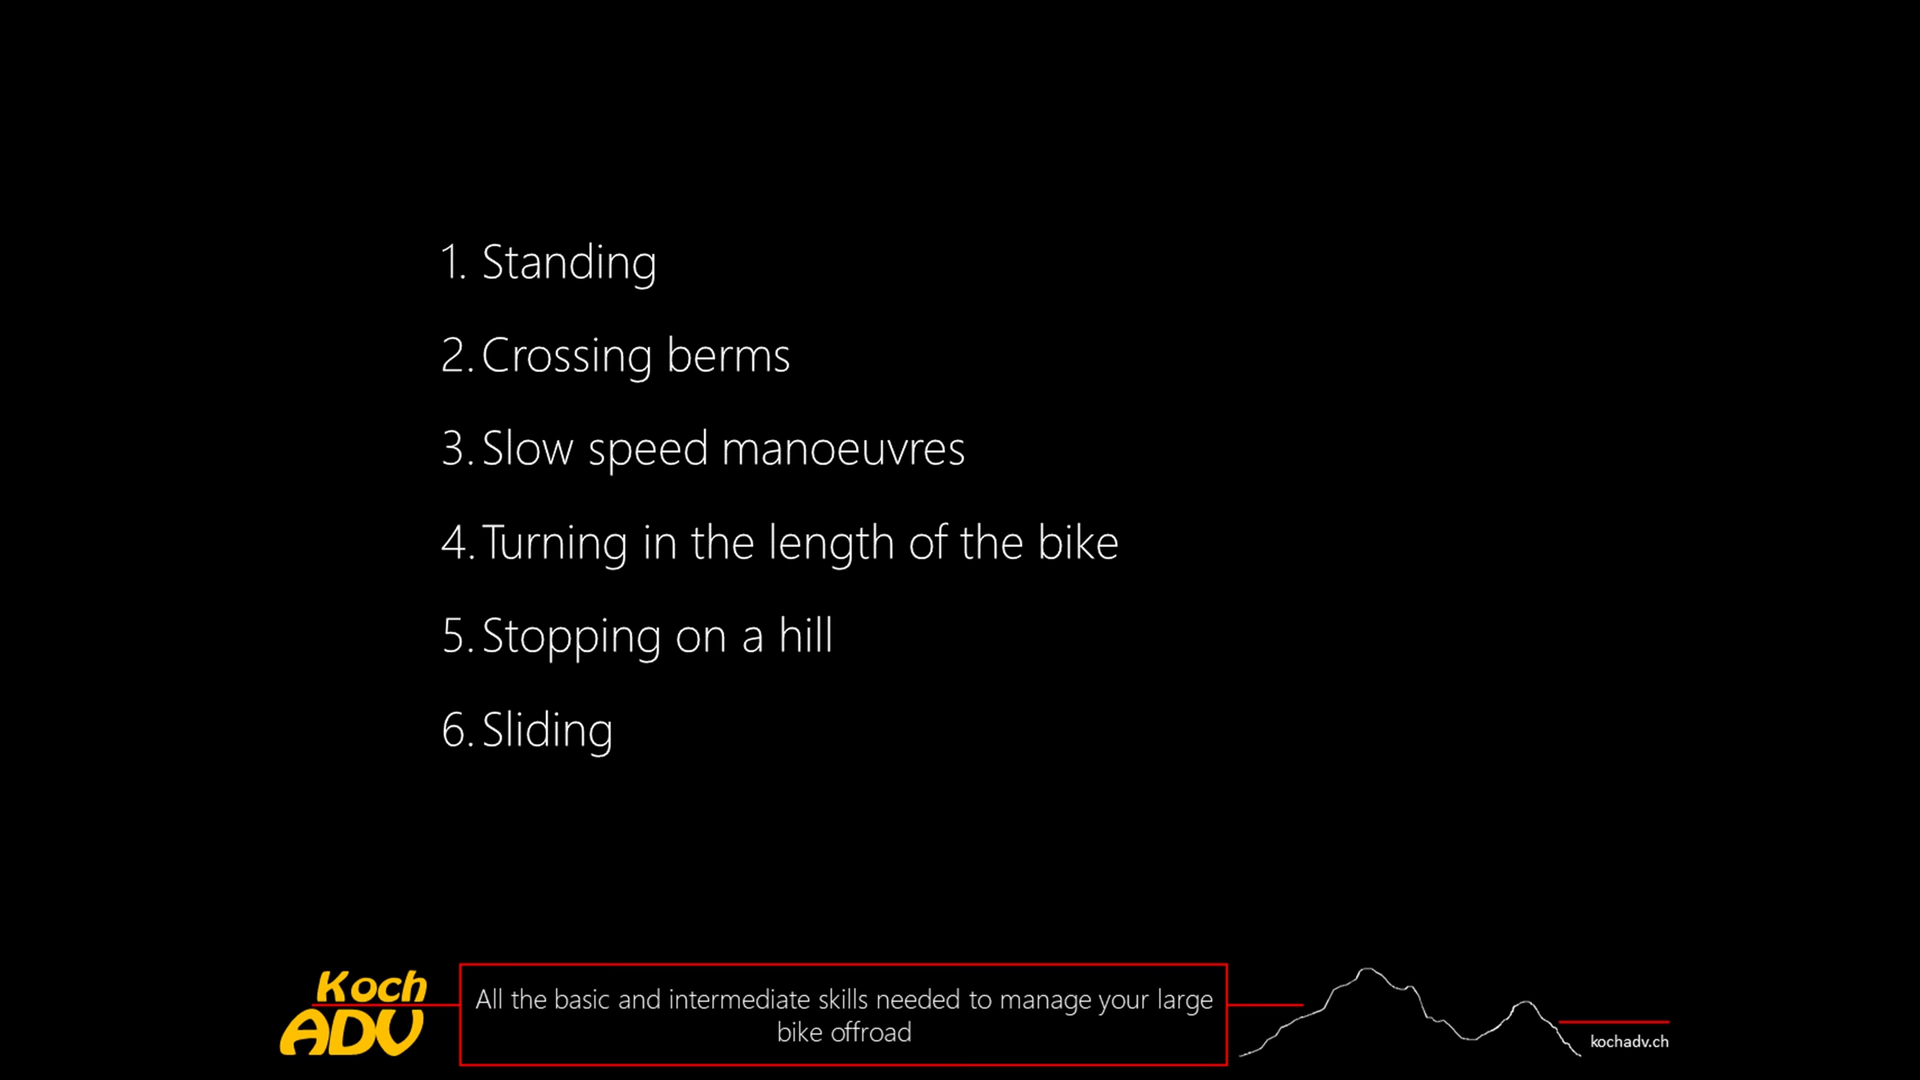 1. Standing
2. Crossing berms
3. Slow speed manoeuvres
4. Turning in the length of the bike
5. Stopping on a hill
6. Sliding
Koch
ADV
All the basic and intermediate skills needed to manage your large
bike offroad
kochadv.ch